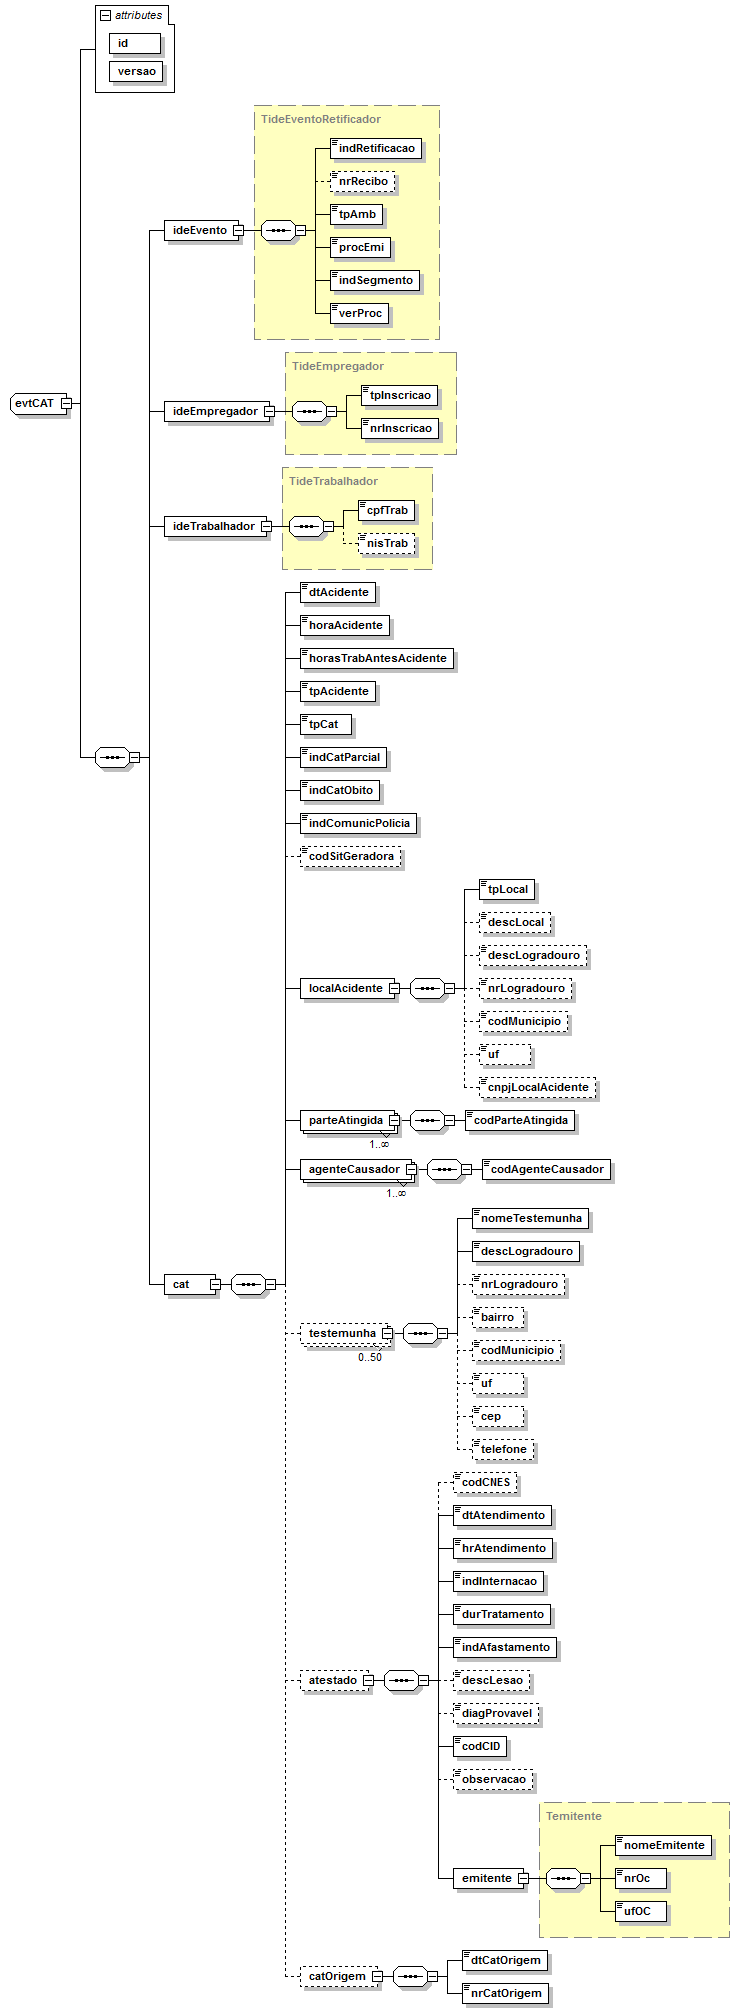 attributes
id
versao
TideEventoRetificador
indRetificacao
nrRecibo
tpAmb
procEmi
indSegmento
verProc
ideEvento
evtCAT
TideEmpregador
tpInscricao
nrInscricao
ideEmpregador
TideTrabalhador
cpfTrab
nisTrab
ideTrabalhador
dtAcidente
horaAcidente
horasTrabAntesAcidente
tpAcidente
tpCat
indCatParcial
indCatObito
indComunicPolicia
codSitGeradora
tpLocal
descLocal
descLogradouro
localAcidente
nrLogradouro
codMunicipio
uf
cnpjLocalAcidente
parteAtingida
codParteAtingida
1..∞
agenteCausador
codAgenteCausador
1..∞
cat
nomeTestemunha
descLogradouro
nrLogradouro
bairro
testemunha
0..50
codMunicipio
uf
cep
telefone
codCNES
dtAtendimento
hrAtendimento
indInternacao
durTratamento
indAfastamento
atestado
descLesao
diagProvavel
codCID
observacao
Temitente
nomeEmitente
emitente
nrOc
ufOC
catOrigem
dtCatOrigem
nrCatOrigem